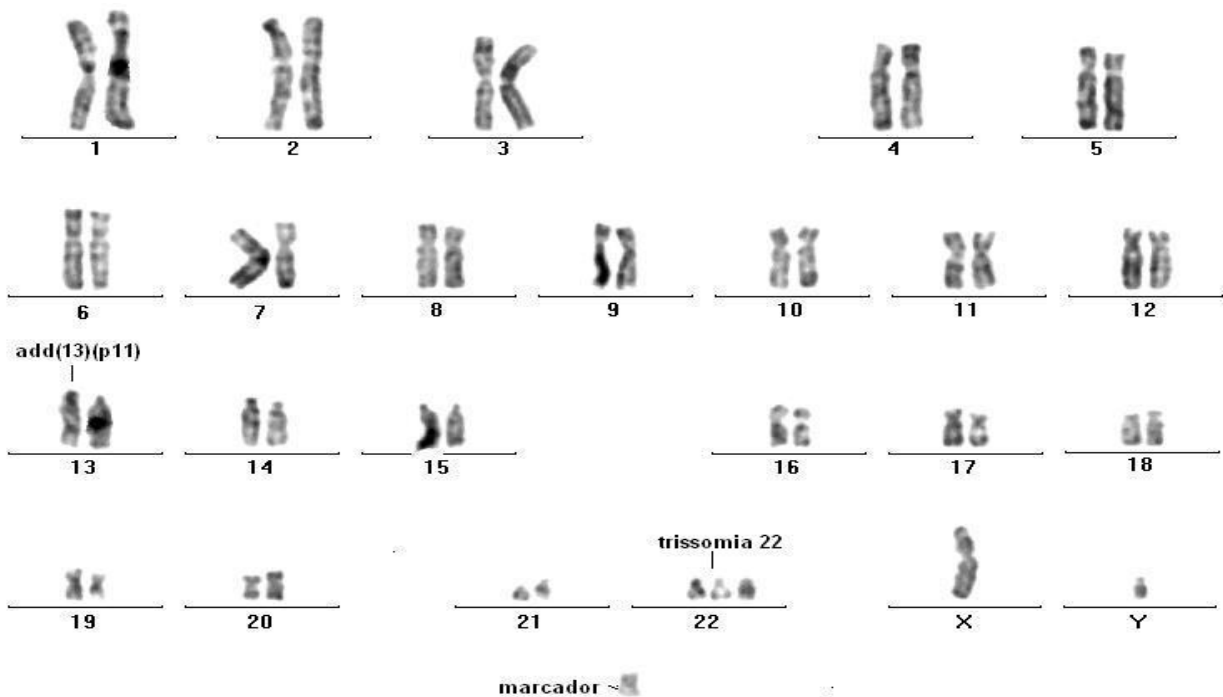 1 2 3 4 5
6 7 8 9 10 11 12
add(13)(p11)
13 14 15 16 17 18
trissomia 22
19 20 21 22 X Y
marcador ~